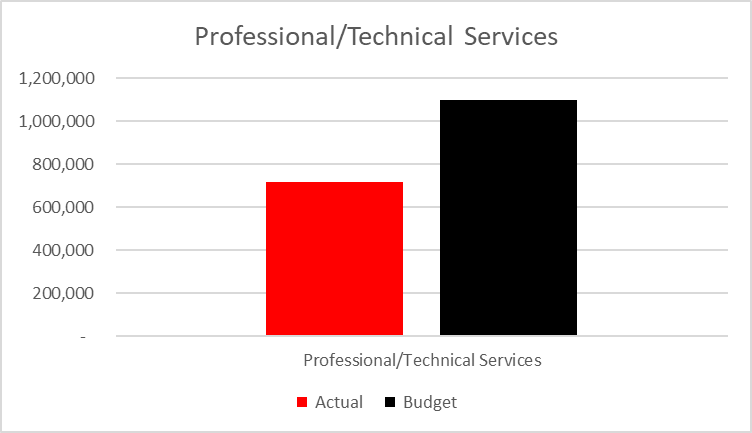 Professional/Technical Services
1,200,000
1,000,000
800,000
600,000
400,000
200,000
-
Professional/Technical Services
Actual Budget